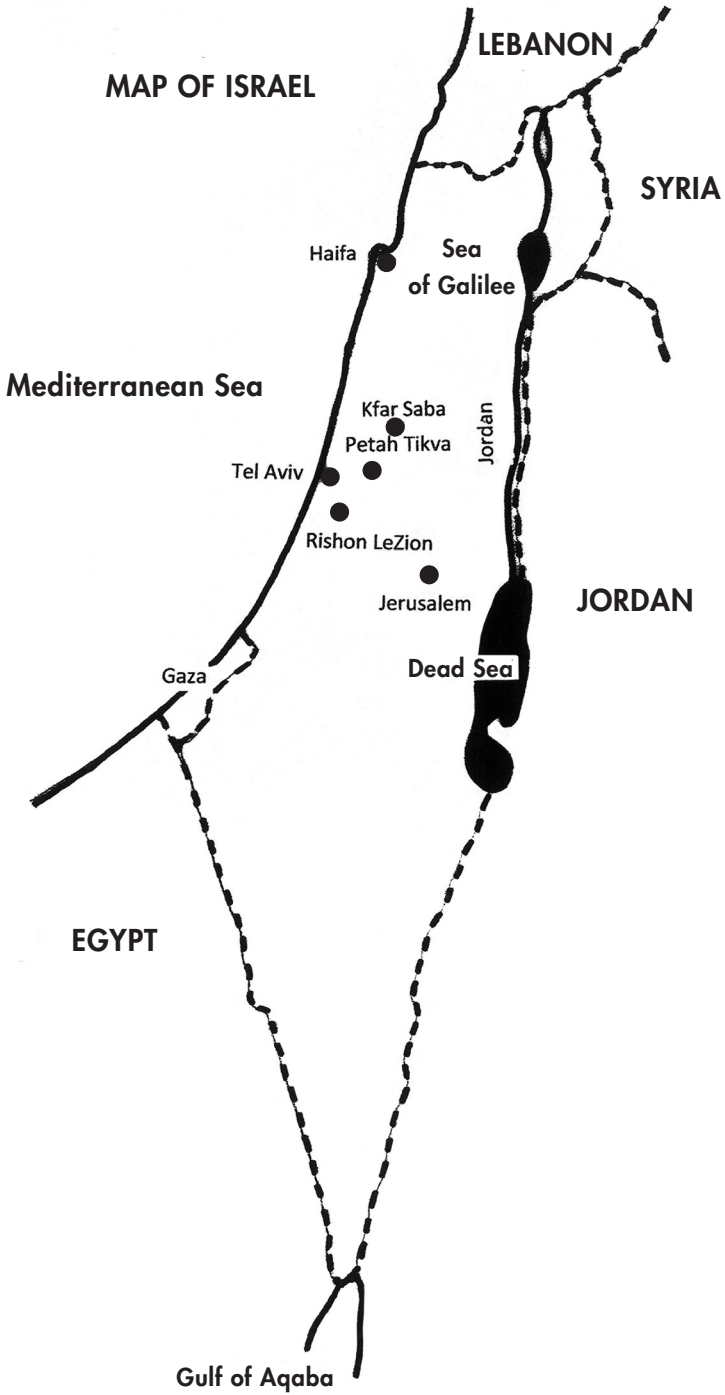 LEBANON
MAP OF ISRAEL
SYRIA
Haifa
Sea
of Galilee
Mediterranean Sea
Kfar Saba
Petah Tikva
Jordan
Tel Aviv
Rishon LeZion
Jerusalem
JORDAN
Dead Sea
Gaza
EGYPT
Gulf of Aqaba